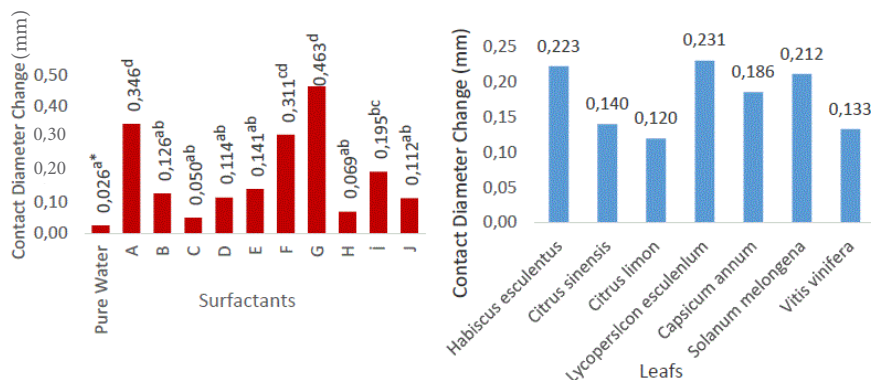 Contact Diameter Change (mm)
0,50
0,40
0,30
0,20
0,10
0,00
0,026a*
0,346d
0,126ab
0,050ab
0,114ab
0,141ab
0,311cd
0,463d
0,069ab
0,195bc
0,112ab
Pure Water
A
B
C
D
E
F
G
H
İ
J
Surfactants
Contact Diameter Change (mm)
0,25
0,20
0,15
0,10
0,05
0,00
0,223
0,140
0,120
0,231
0,186
0,212
0,133
Habiscus esculentus
Citrus sinensis
Citrus limon
Lycopersicon esculenlum
Capsicum annum
Solanum melongena
Vitis vinifera
Leafs